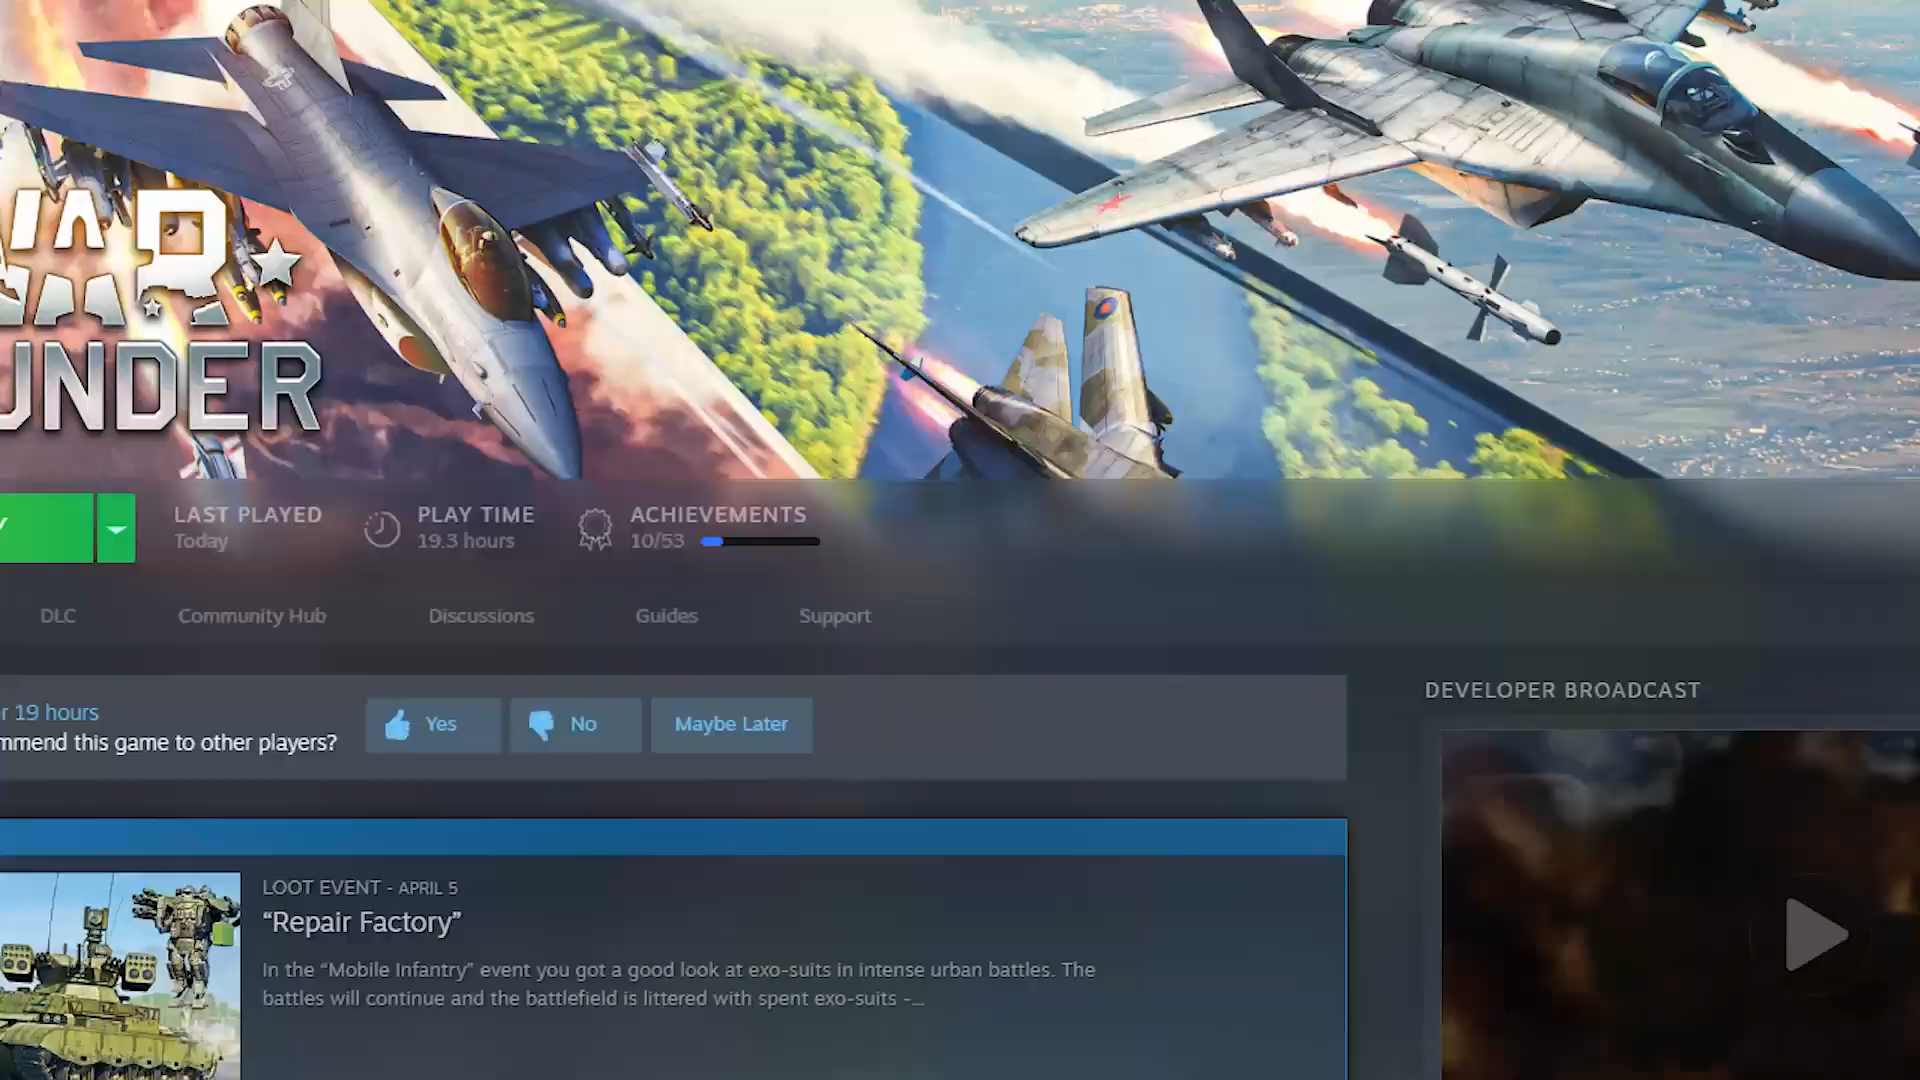 WAR
UNDER
LAST PLAYED
Today
PLAY TIME
19.3 hours
ACHIEVEMENTS
10/53
DLC
Community Hub
Discussions
Guides
Support
r 19 hours
mmend this game to other players?
Yes
No
Maybe Later
DEVELOPER BROADCAST
LOOT EVENT - APRIL 5
“Repair Factory”
In the “Mobile Infantry” event you got a good look at exo-suits in intense urban battles. The
battles will continue and the battlefield is littered with spent exo-suits -...